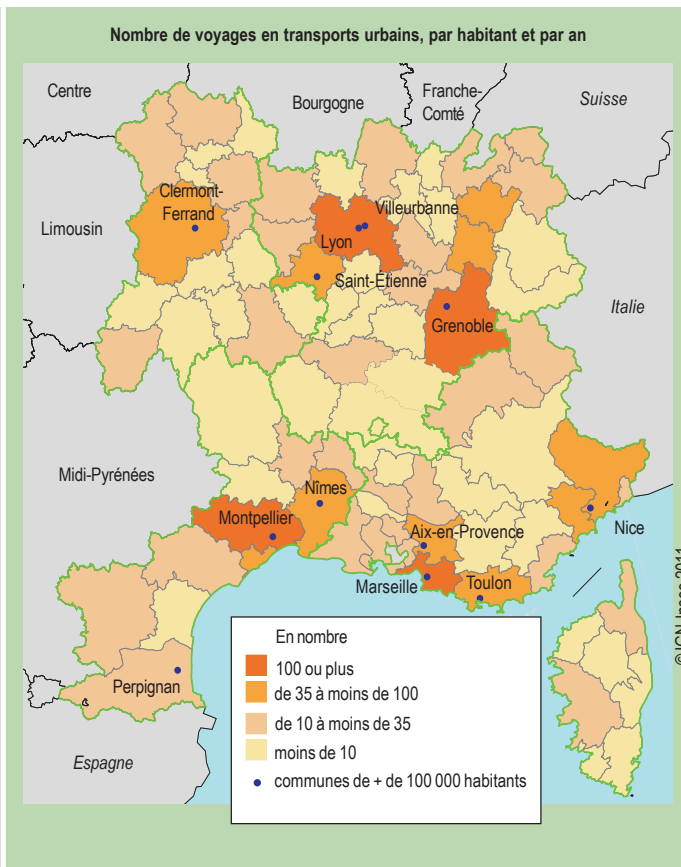 Nombre de voyages en transports urbains, par habitant et par an
Centre
Bourgogne
Franche-
Comté
Suisse
Limousin
Clermont-
Ferrand
Villeurbanne
Lyon
Saint-Étienne
Grenoble
Italie
Midi-Pyrénées
Nîmes
Montpellier
Aix-en-Provence
Nice
Marseille
Toulon
Perpignan
Espagne
En nombre
100 ou plus
de 35 à moins de 100
de 10 à moins de 35
moins de 10
communes de + de 100 000 habitants
©IGN-Insee 2011